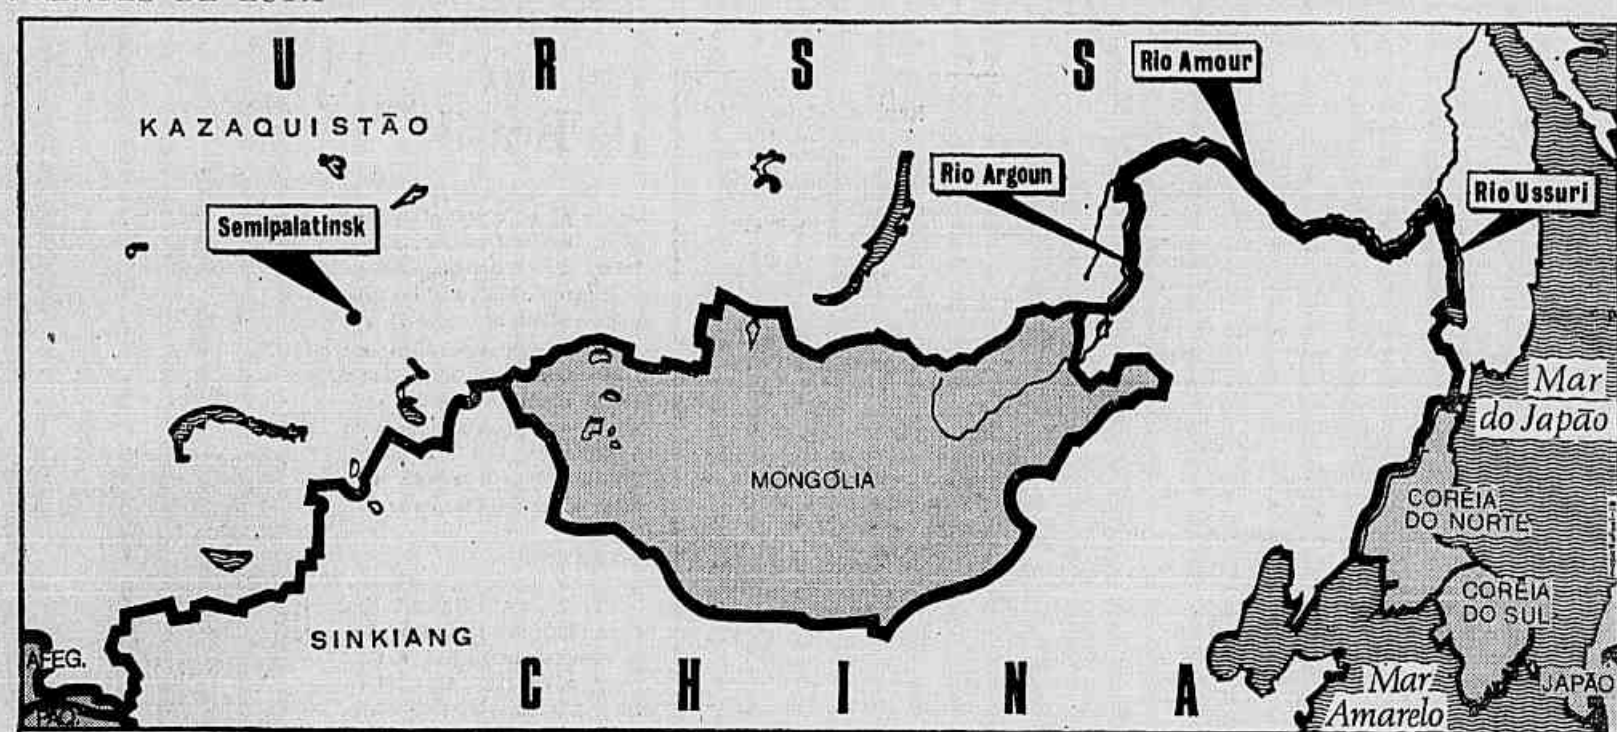 U R S S
Rio Amour
KAZAQUISTÃO
Rio Argoun
Rio Ussuri
Semipalatinsk
Mar
do Japão
MONGÓLIA
CORÉIA
DO NORTE
CORÉIA
DO SUL
SINKIANG
AFEG.
C H I N A
Mar
Amarelo
JAPÃO
PAQ.